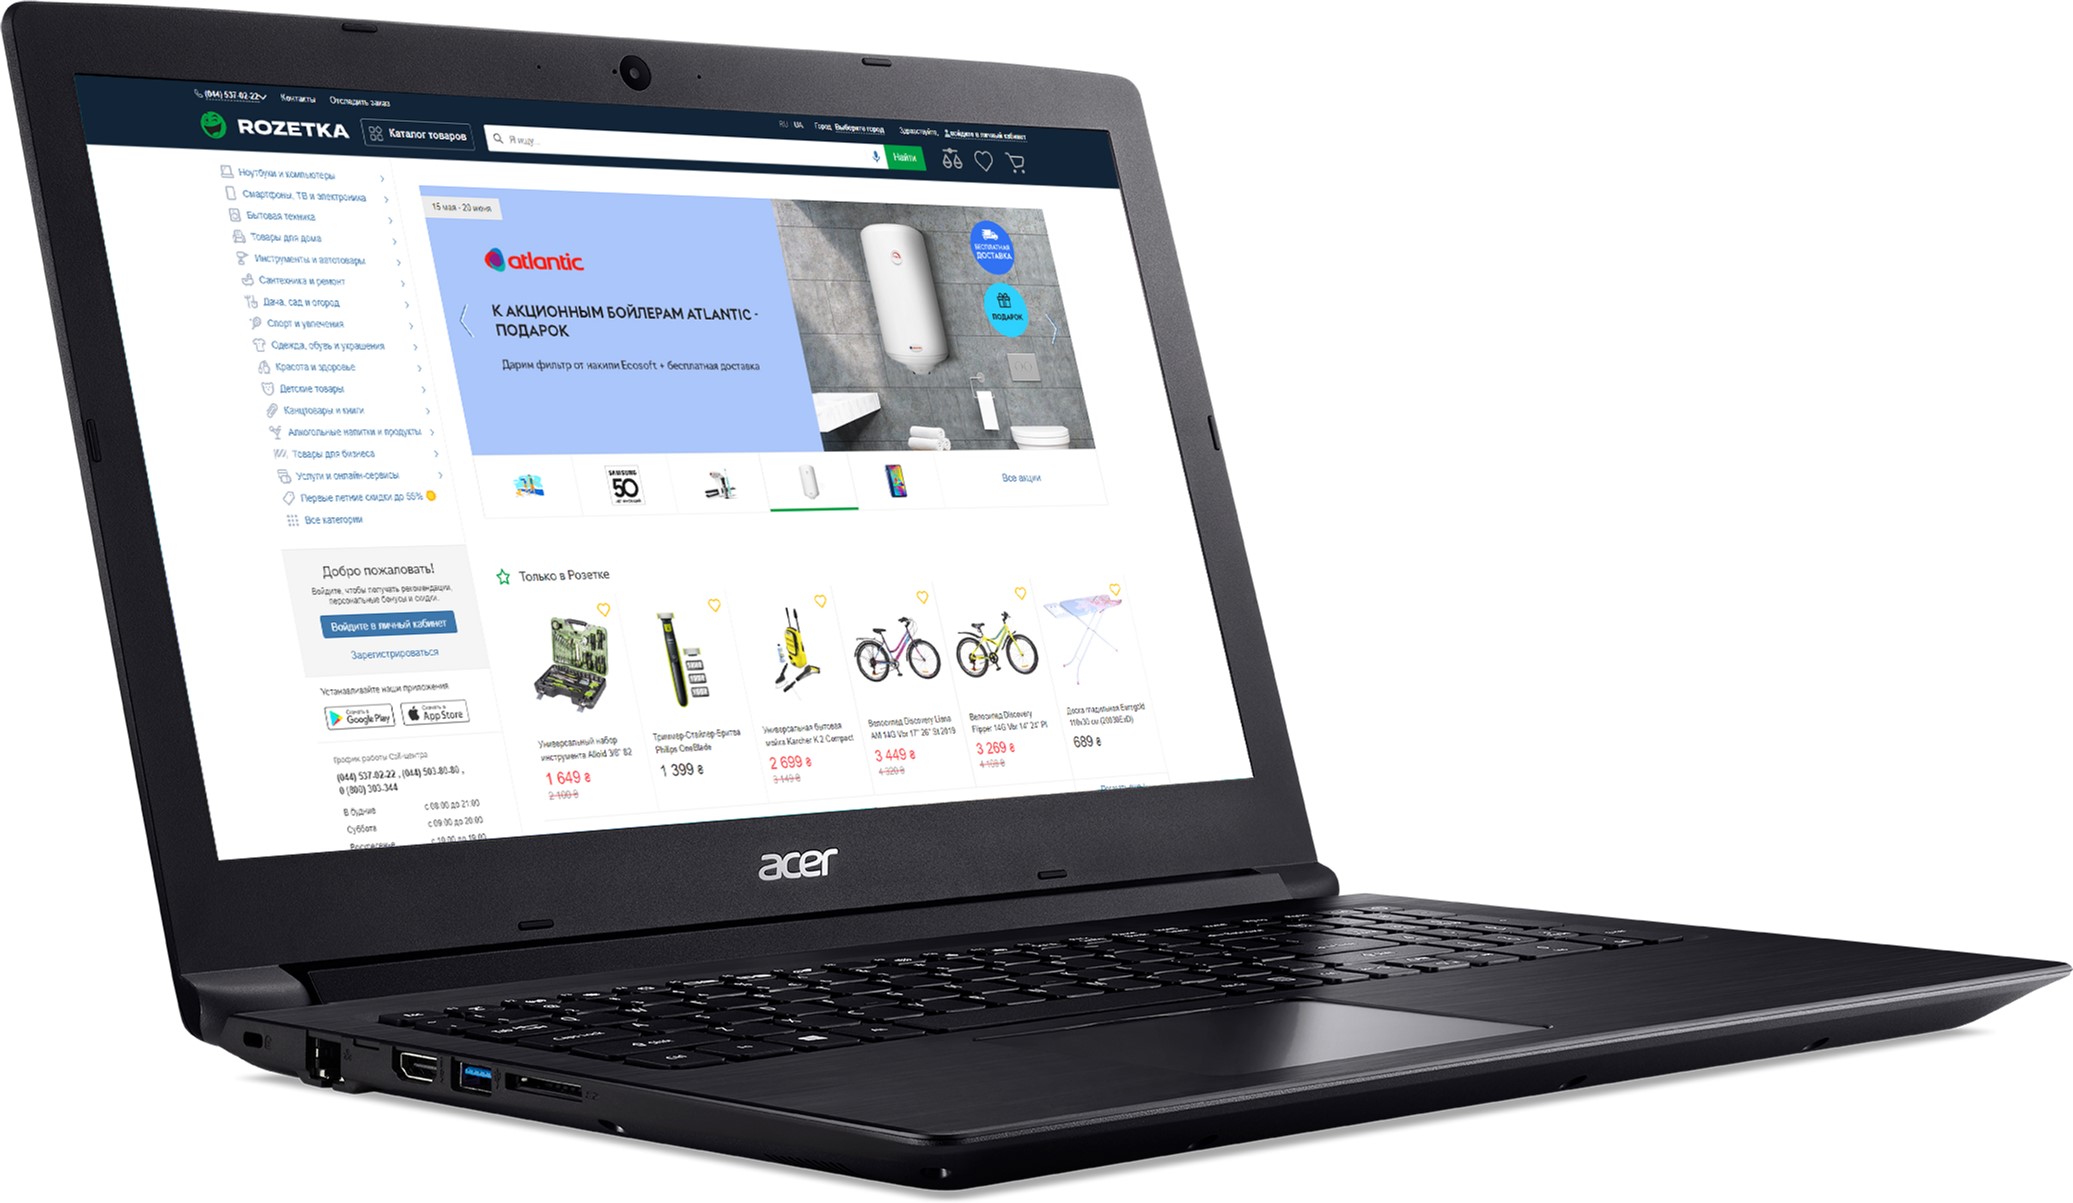 (044) 537-02-22
Контакты
Отследить заказ
RU
UA
Город
Выберите город
Здравствуйте,
войдите в личный кабинет
ROZETKA
Каталог товаров
Я ищу...
Найти
Ноутбуки и компьютеры
Смартфоны, ТВ и электроника
Бытовая техника
Товары для дома
Инструменты и автотовары
Сантехника и ремонт
Дача, сад и огород
Спорт и увлечения
Одежда, обувь и украшения
Красота и здоровье
Детские товары
Канцтовары и книги
Алкогольные напитки и продукты
Товары для бизнеса
Услуги и онлайн-сервисы
Первые летние скидки до 55%
Все категории
15 мая - 20 июня
atlantic
К АКЦИОННЫМ БОЙЛЕРАМ ATLANTIC -
ПОДАРОК
Дарим фильтр от накипи Ecosoft + бесплатная доставка
БЕСПЛАТНАЯ
ДОСТАВКА
ПОДАРОК
SAMSUNG
50
Все акции
Добро пожаловать!
Войдите, чтобы получать рекомендации,
персональные бонусы и скидки.
Войдите в личный кабинет
Зарегистрироваться
Устанавливайте наши приложения
Google Play
App Store
График работы Call-центра
(044) 537-02-22 , (044) 503-80-80 ,
0 (800) 303-344
В будние
с 08:00 до 21:00
Суббота
с 09:00 до 20:00
Воскресенье
с 10:00 до 19:00
Только в Розетке
Универсальный набор
инструмента Alloid 3/8" 82
1 649 ₴
2 100 ₴
Триммер-Стайлер-Бритва
Philips OneBlade
1 399 ₴
Универсальная бытовая
мойка Karcher K 2 Compact
2 699 ₴
3 149 ₴
Велосипед Discovery Liana
AM 14G Vbr 17" 26" St 2019
3 449 ₴
4 320 ₴
Велосипед Discovery
Flipper 14G Vbr 14" 24" Pl
3 269 ₴
Доска гладильная Eurogold
110x30 см
689 ₴
acer